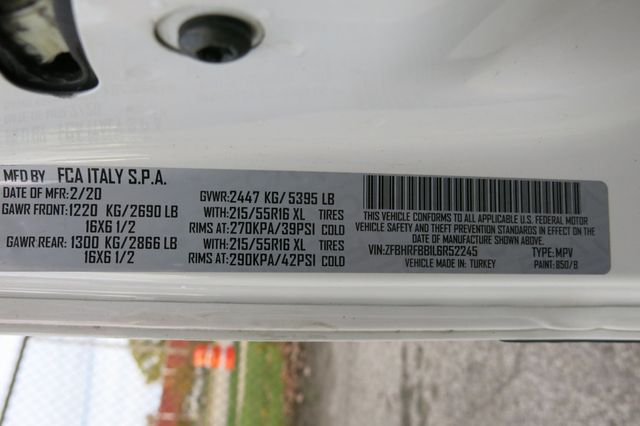 MFD BY FCA ITALY S.P.A.
DATE OF MFR: 2/20 GVWR: 2447 KG/ 5395 LB
GAWR FRONT: 1220 KG/2690 LB WITH: 215/55R16 XL TIRES
16X6 1/2 RIMS AT: 270KPA/39PSI COLD
GAWR REAR: 1300 KG/2866 LB WITH: 215/55R16 XL TIRES
16X6 1/2 RIMS AT: 290KPA/42PSI COLD
THIS VEHICLE CONFORMS TO ALL APPLICABLE U.S. FEDERAL MOTOR
VEHICLE SAFETY AND THEFT PREVENTION STANDARDS IN EFFECT ON THE
DATE OF MANUFACTURE SHOWN ABOVE.
VIN: ZFBHRFBB1L6R52245 TYPE: MPV
VEHICLE MADE IN: TURKEY PAINT: 850/B